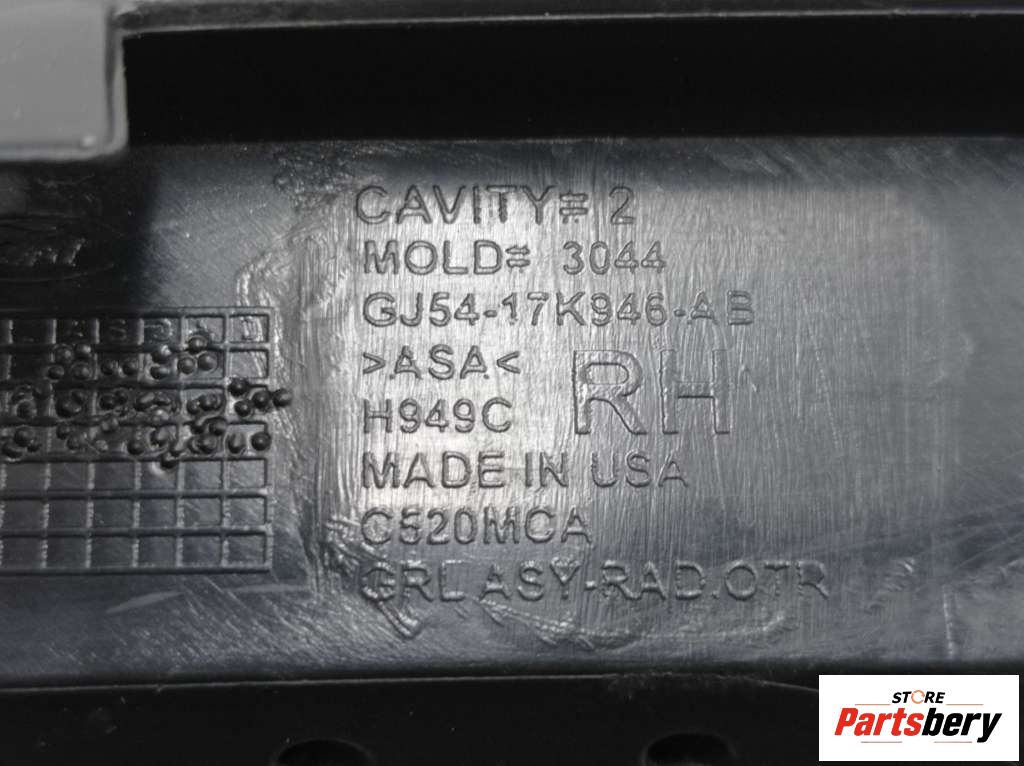 CAVITY# 2
MOLD# 3044
GJ54-17K946-AB
>ASA<
H949C
RH
MADE IN USA
C520MCA
GRL ASY-RAD.OTR
STORE
Partsbery